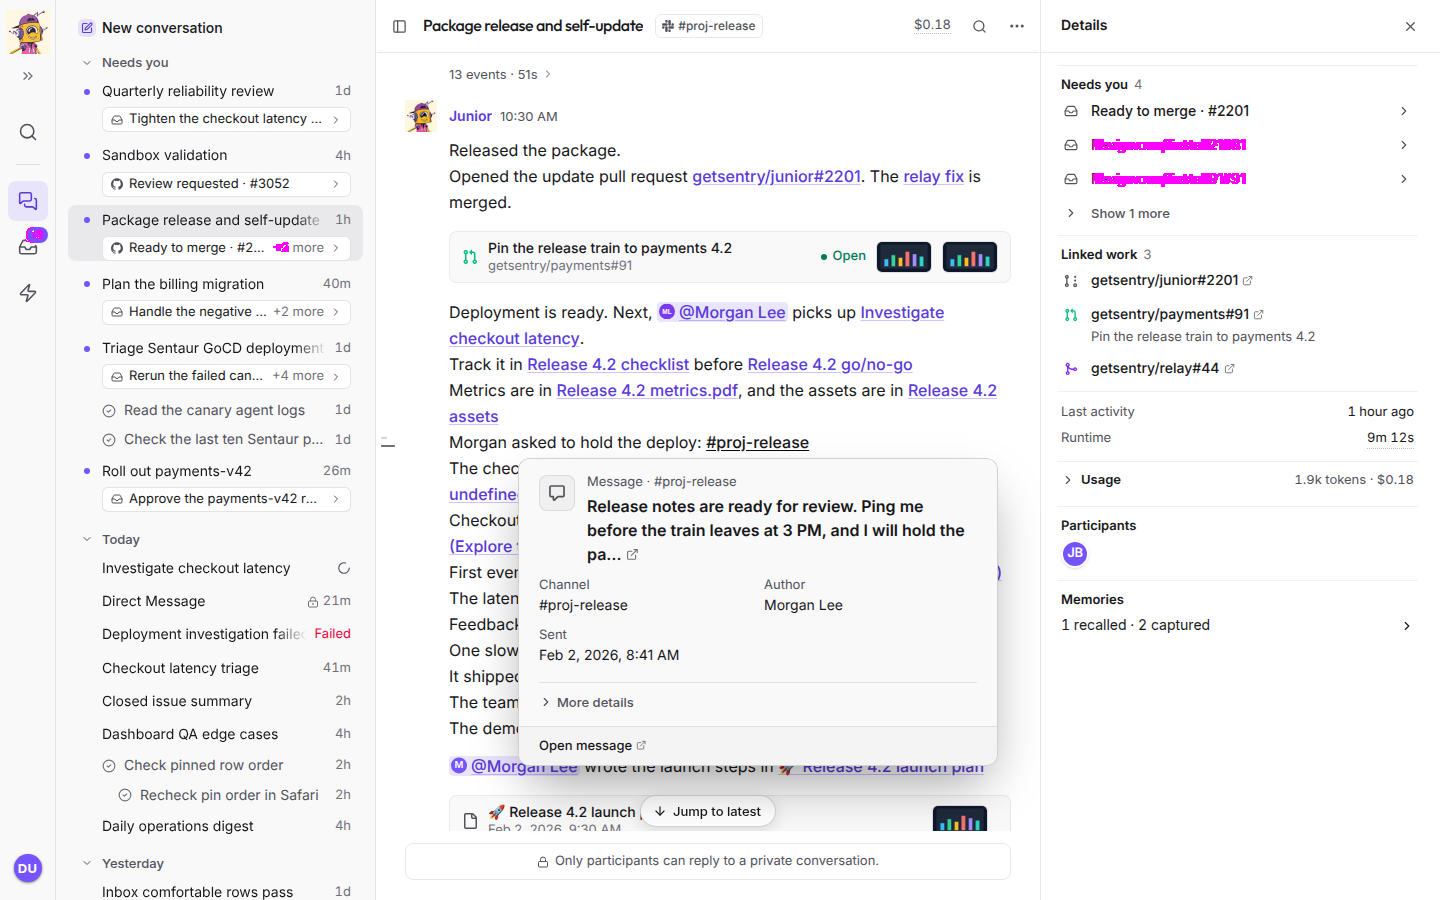 New conversation
Needs you
Quarterly reliability review 1d
Tighten the checkout latency ...
Sandbox validation 4h
Review requested · #3052
Package release and self-update 1h
Ready to merge · #2... more
Plan the billing migration 40m
Handle the negative ... +2 more
Triage Sentaur GoCD deployment 1d
Rerun the failed can... +4 more
Read the canary agent logs 1d
Check the last ten Sentaur p... 1d
Roll out payments-v42 26m
Approve the payments-v42 r...
Today
Investigate checkout latency
Direct Message 21m
Deployment investigation failed Failed
Checkout latency triage 41m
Closed issue summary 2h
Dashboard QA edge cases 4h
Check pinned row order 2h
Recheck pin order in Safari 2h
Daily operations digest 4h
Yesterday
Inbox comfortable rows pass 1d
DU
Package release and self-update #proj-release $0.18
13 events · 51s
Junior 10:30 AM
Released the package.
Opened the update pull request getsentry/junior#2201. The relay fix is
merged.
Pin the release train to payments 4.2
getsentry/payments#91
Open
Deployment is ready. Next, ML @Morgan Lee picks up Investigate
checkout latency.
Track it in Release 4.2 checklist before Release 4.2 go/no-go
Metrics are in Release 4.2 metrics.pdf, and the assets are in Release 4.2
assets
Morgan asked to hold the deploy: #proj-release
The chec
undefine
Checkout
(Explore
First ever )
The laten
Feedback
One slow
It shipped
The team
The demo
Message · #proj-release
Release notes are ready for review. Ping me
before the train leaves at 3 PM, and I will hold the
pa...
Channel Author
#proj-release Morgan Lee
Sent
Feb 2, 2026, 8:41 AM
More details
Open message
M @Morgan Lee wrote the launch steps in 🚀 Release 4.2 launch plan
🚀 Release 4.2 launch
Feb 2, 2026, 9:30 AM
Jump to latest
Only participants can reply to a private conversation.
Details
Needs you 4
Ready to merge · #2201
Show 1 more
Linked work 3
getsentry/junior#2201
getsentry/payments#91
Pin the release train to payments 4.2
getsentry/relay#44
Last activity 1 hour ago
Runtime 9m 12s
Usage 1.9k tokens · $0.18
Participants
JB
Memories
1 recalled · 2 captured